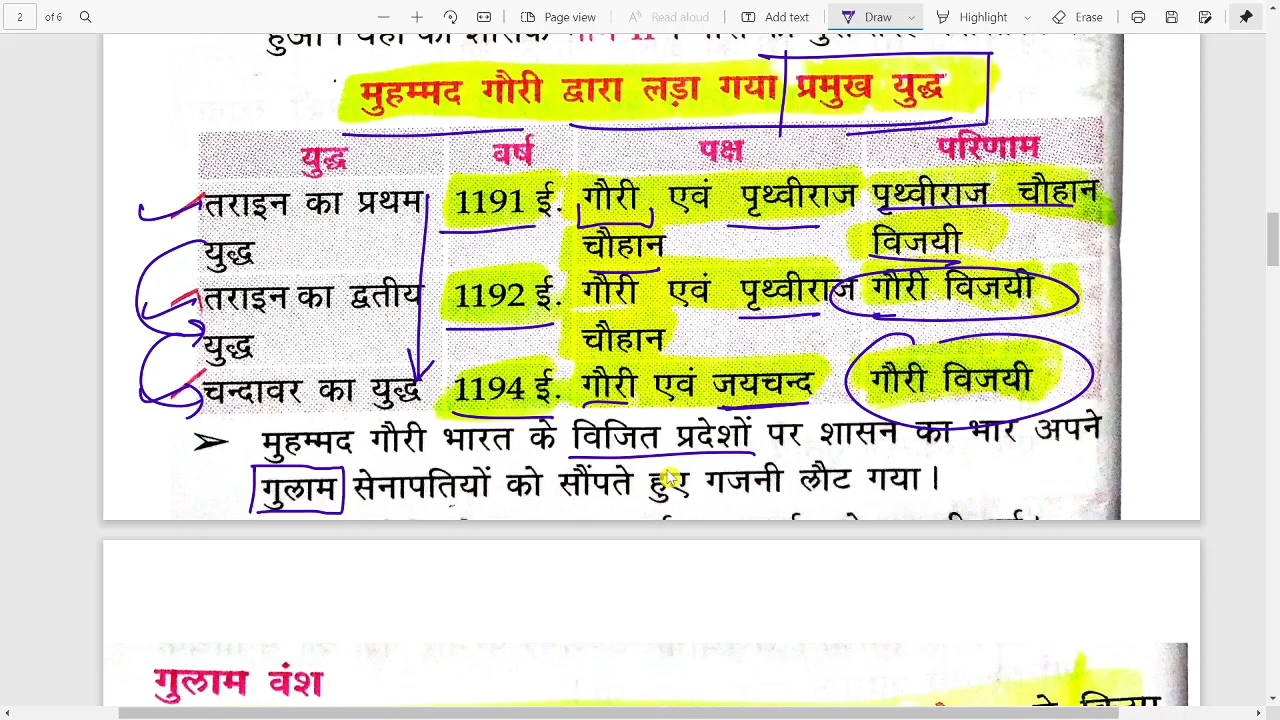 2 of 6 Page view Read aloud Add text Draw Highlight Erase
हुआ। यहाँ का शासक
मुहम्मद गौरी द्वारा लड़ा गया प्रमुख युद्ध
युद्ध वर्ष पक्ष परिणाम
तराइन का प्रथम 1191 ई. गौरी एवं पृथ्वीराज पृथ्वीराज चौहान
युद्ध चौहान विजयी
तराइन का द्वतीय 1192 ई. गौरी एवं पृथ्वीराज गौरी विजयी
युद्ध चौहान
चन्दावर का युद्ध 1194 ई. गौरी एवं जयचन्द गौरी विजयी
➢ मुहम्मद गौरी भारत के विजित प्रदेशों पर शासन का भार अपने
गुलाम सेनापतियों को सौंपते हुए गजनी लौट गया।
गुलाम वंश